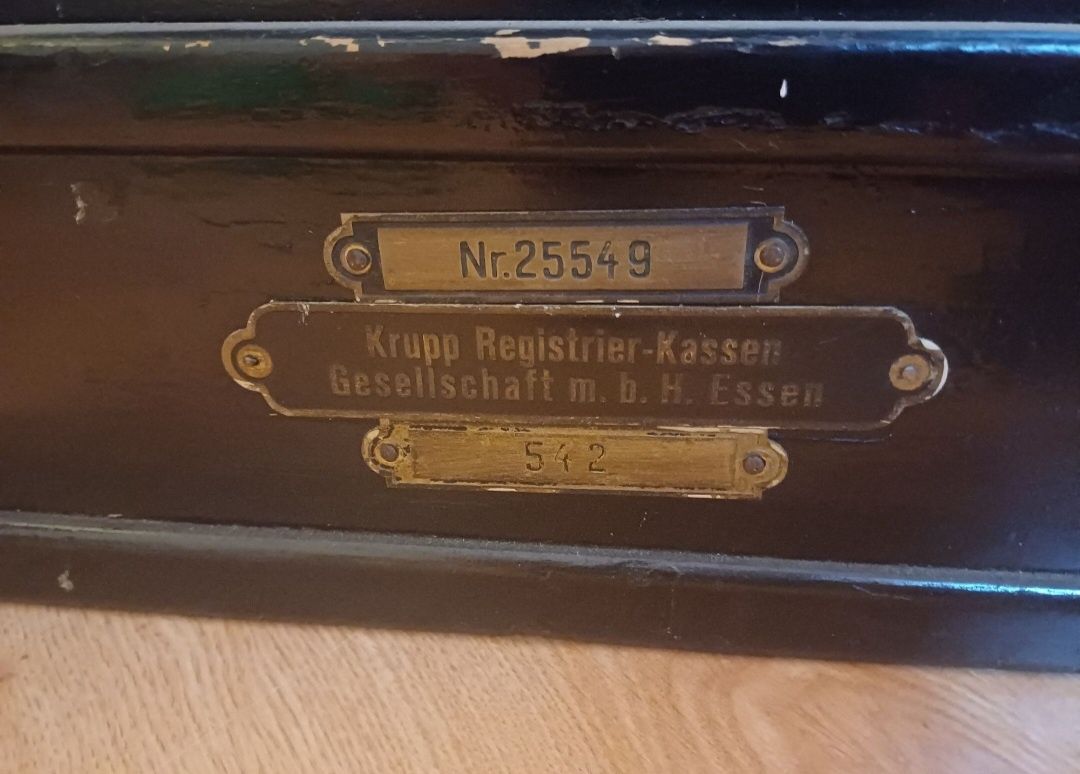 Nr.25549
Krupp Registrier-Kassen
Gesellschaft m. b. H. Essen
542